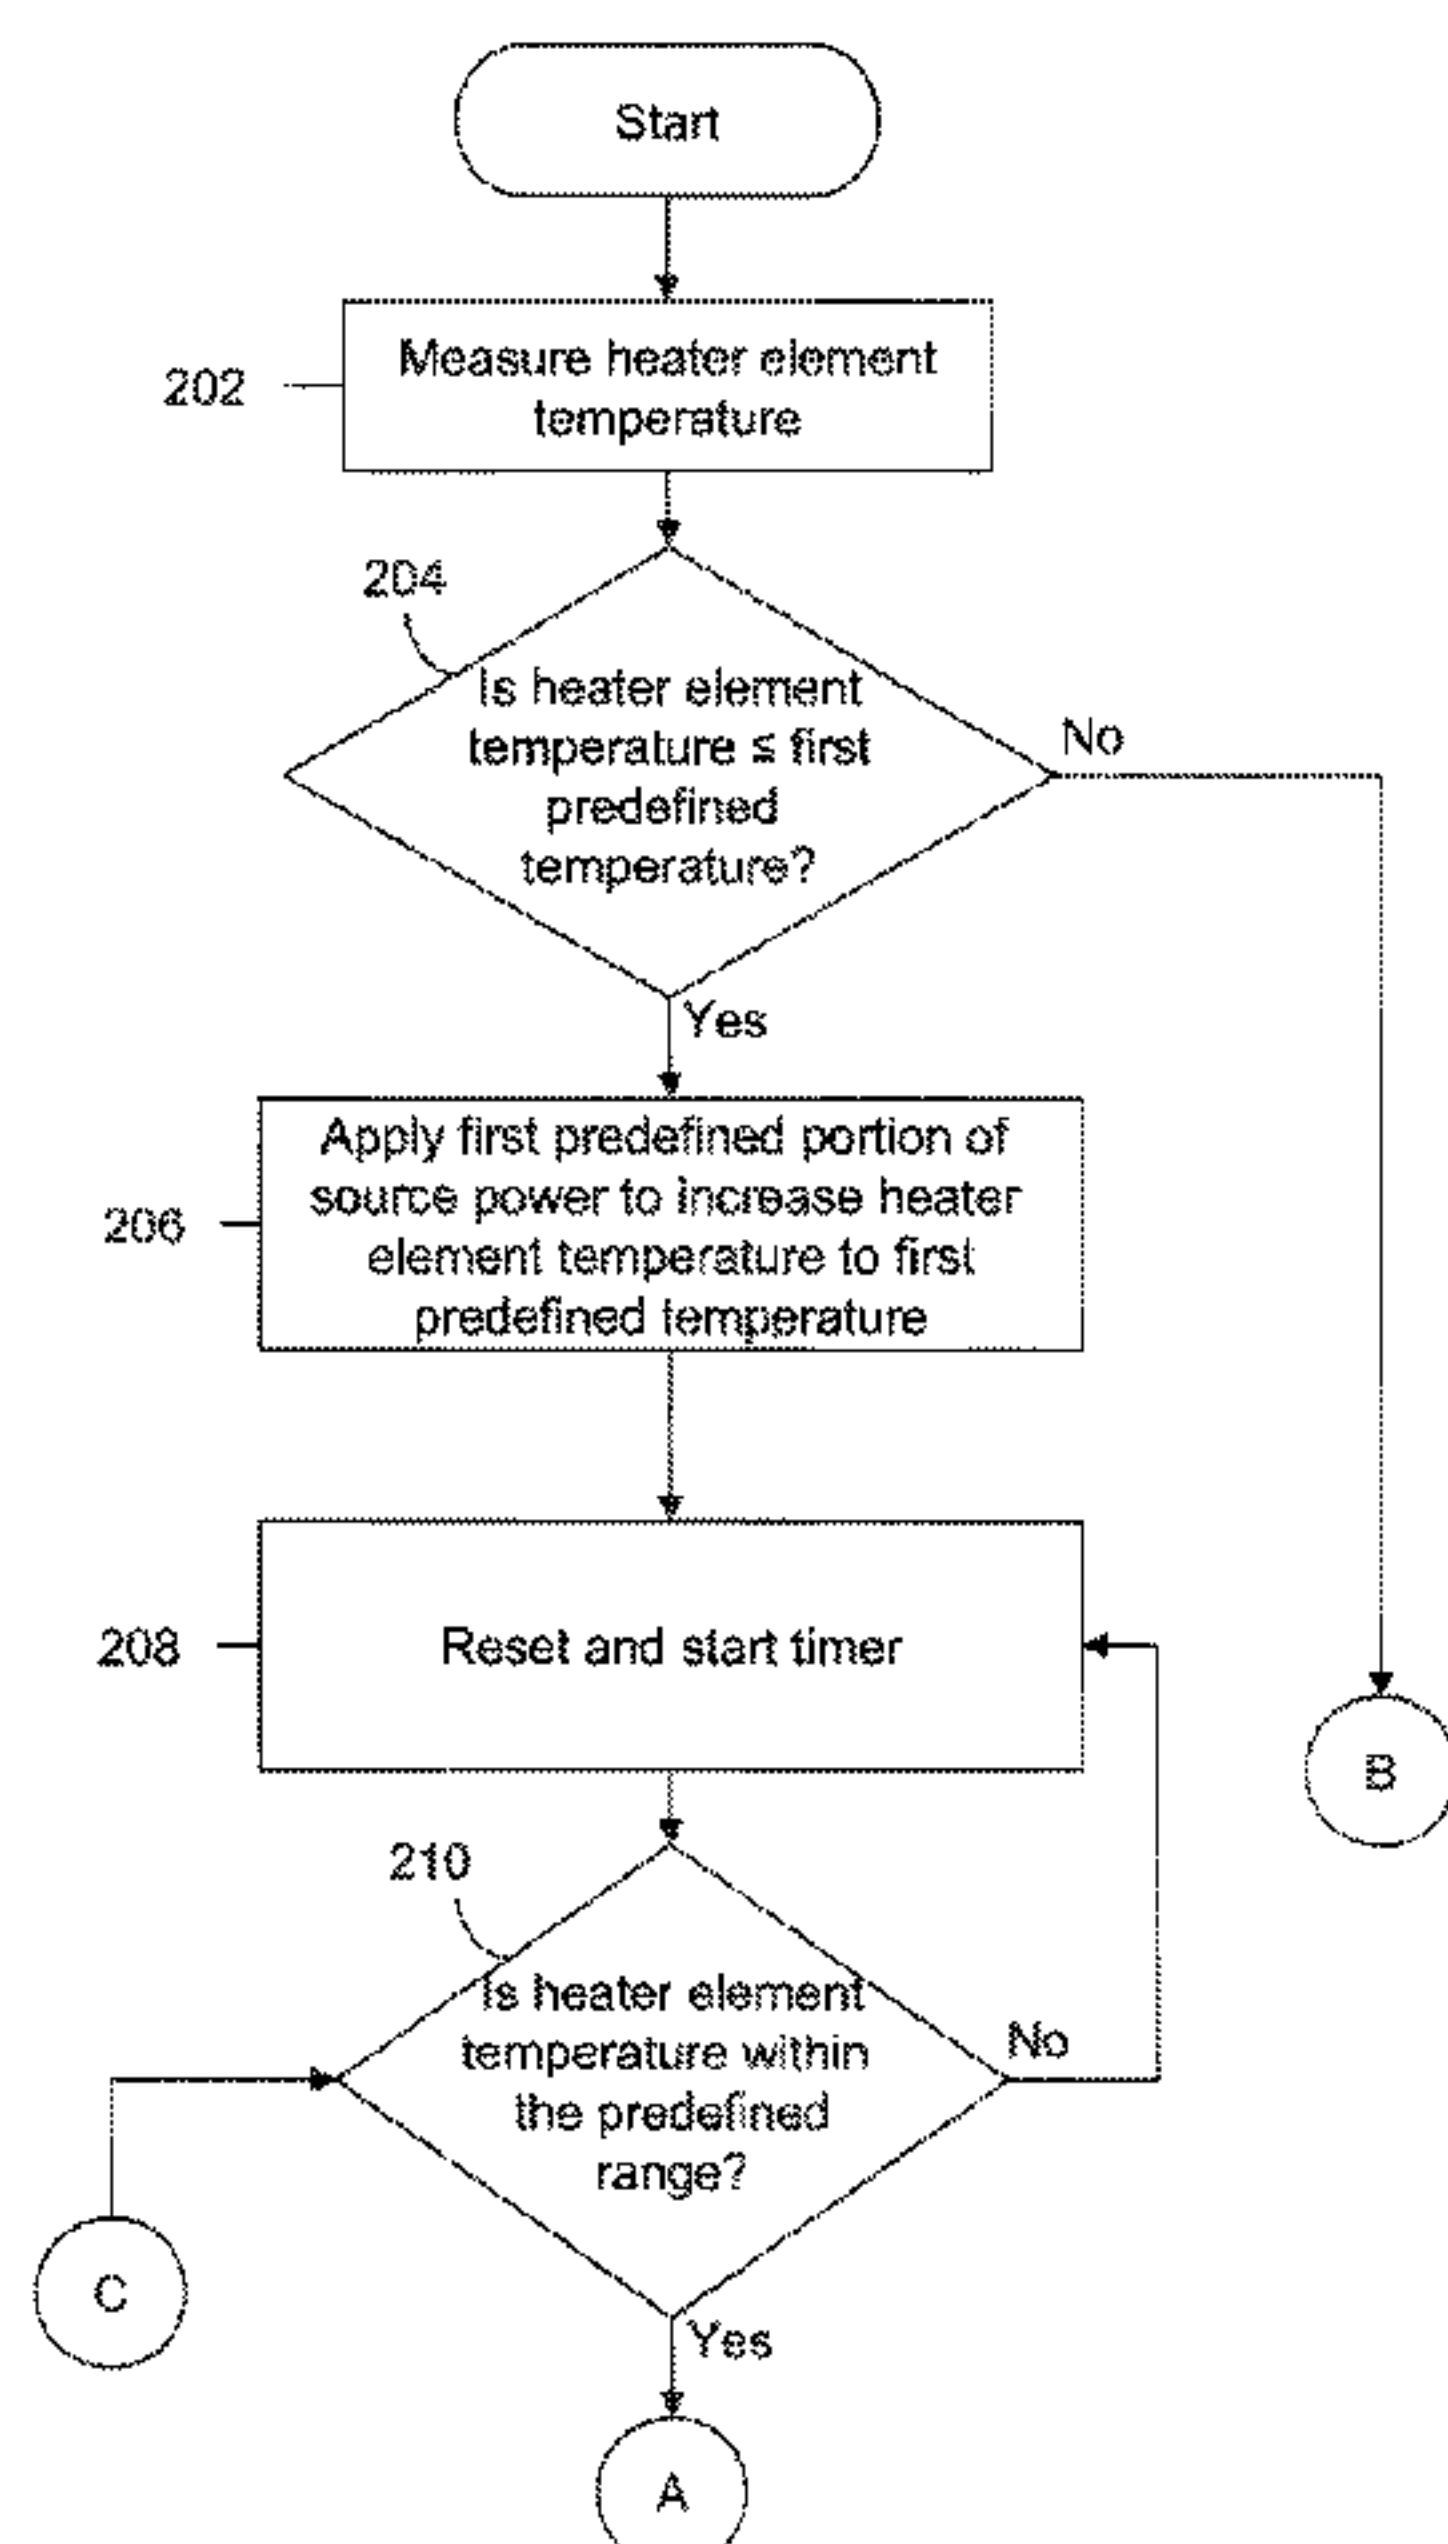 Start
202
Measure heater element
temperature
204
Is heater element
temperature ≤ first
predefined
temperature?
No
Yes
206
Apply first predefined portion of
source power to increase heater
element temperature to first
predefined temperature
208
Reset and start timer
B
210
Is heater element
temperature within
the predefined
range?
No
C
Yes
A